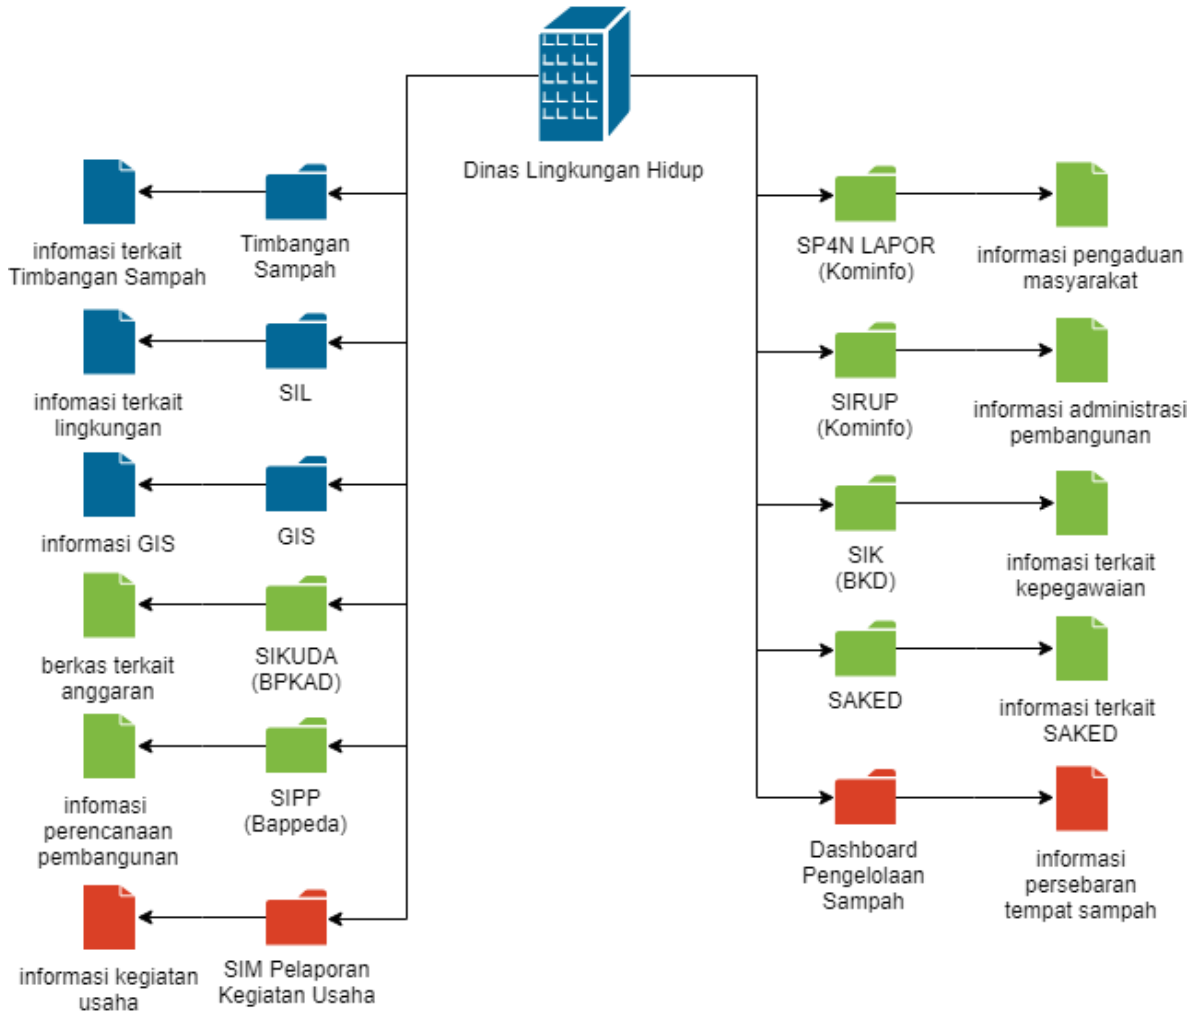 Dinas Lingkungan Hidup
infomasi terkait
Timbangan Sampah
Timbangan
Sampah
infomasi terkait
lingkungan
SIL
informasi GIS
GIS
berkas terkait
anggaran
SIKUDA
(BPKAD)
infomasi
perencanaan
pembangunan
SIPP
(Bappeda)
informasi kegiatan
usaha
SIM Pelaporan
Kegiatan Usaha
SP4N LAPOR
(Kominfo)
informasi pengaduan
masyarakat
SIRUP
(Kominfo)
informasi administrasi
pembangunan
SIK
(BKD)
infomasi terkait
kepegawaian
SAKED
informasi terkait
SAKED
Dashboard
Pengelolaan
Sampah
informasi
persebaran
tempat sampah